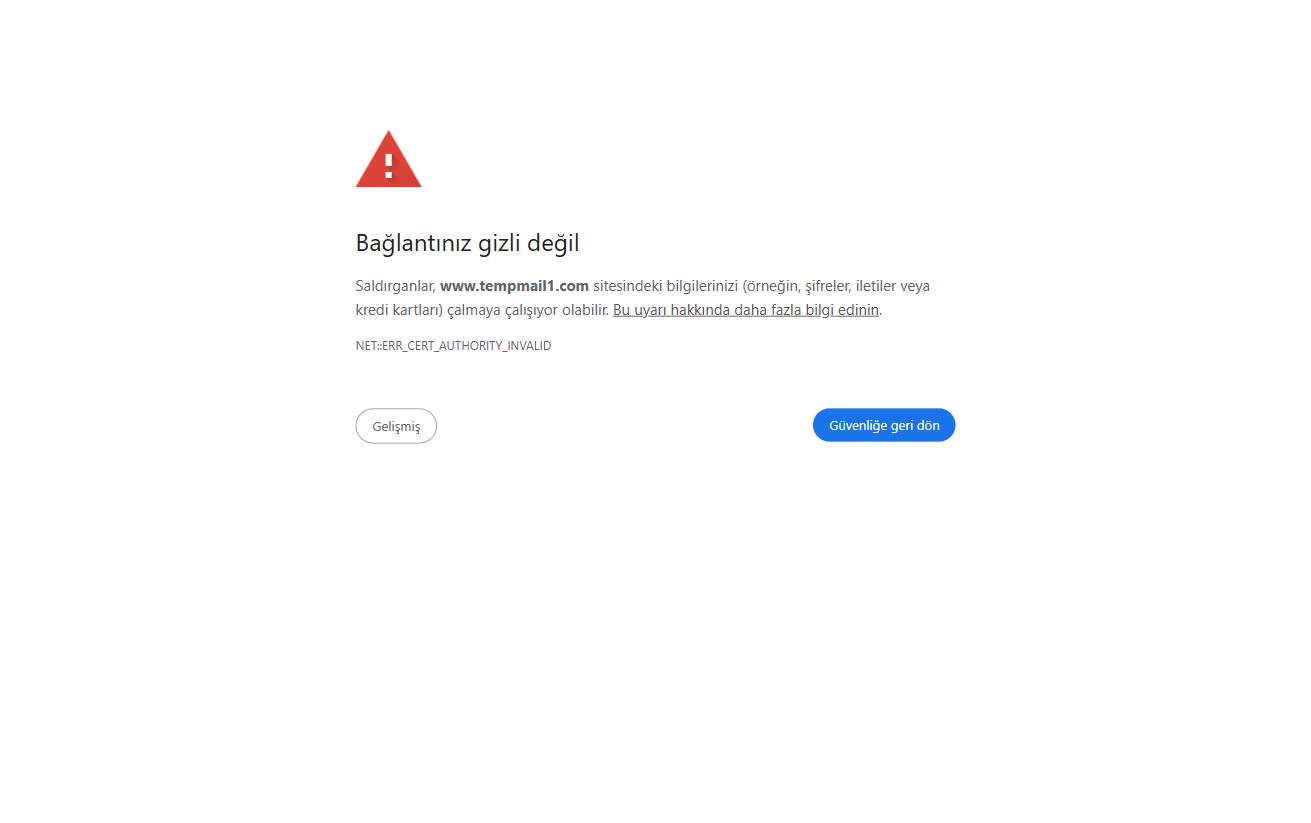 Bağlantınız gizli değil
Saldırganlar, www.tempmail1.com sitesindeki bilgilerinizi (örneğin, şifreler, iletiler veya
kredi kartları) çalmaya çalışıyor olabilir. Bu uyarı hakkında daha fazla bilgi edinin.
NET::ERR_CERT_AUTHORITY_INVALID
Gelişmiş
Güvenliğe geri dön